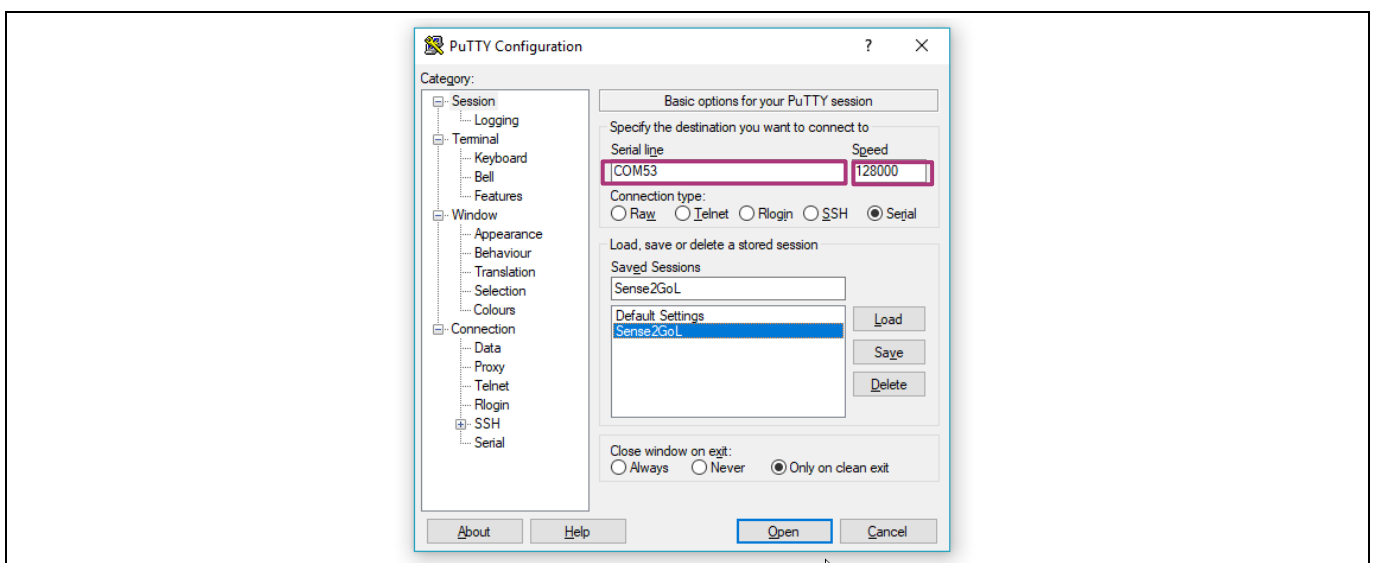 PuTTY Configuration
?
Category:
Session
Logging
Terminal
Keyboard
Bell
Features
Window
Appearance
Behaviour
Translation
Selection
Colours
Connection
Data
Proxy
Telnet
Rlogin
SSH
Serial
Basic options for your PuTTY session
Specify the destination you want to connect to
Serial line Speed
COM53 128000
Connection type:
Raw Telnet Rlogin SSH Serial
Load, save or delete a stored session
Saved Sessions
Sense2GoL
Default Settings
Sense2GoL
Load
Save
Delete
Close window on exit:
Always Never Only on clean exit
About Help Open Cancel